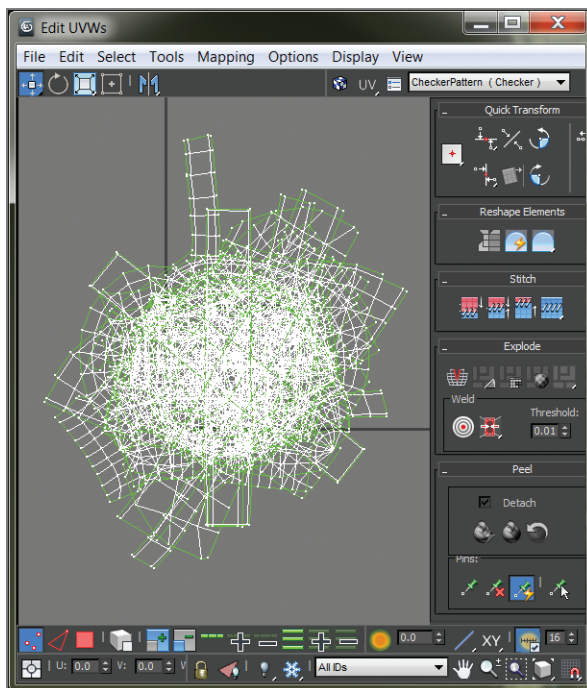 Edit UVWs
File Edit Select Tools Mapping Options Display View
UV CheckerPattern ( Checker )
Quick Transform
Reshape Elements
Stitch
Explode
Weld
Threshold:
0.01
Peel
Detach
Pins:
0.0 XY 16
U: 0.0 V: 0.0 All IDs